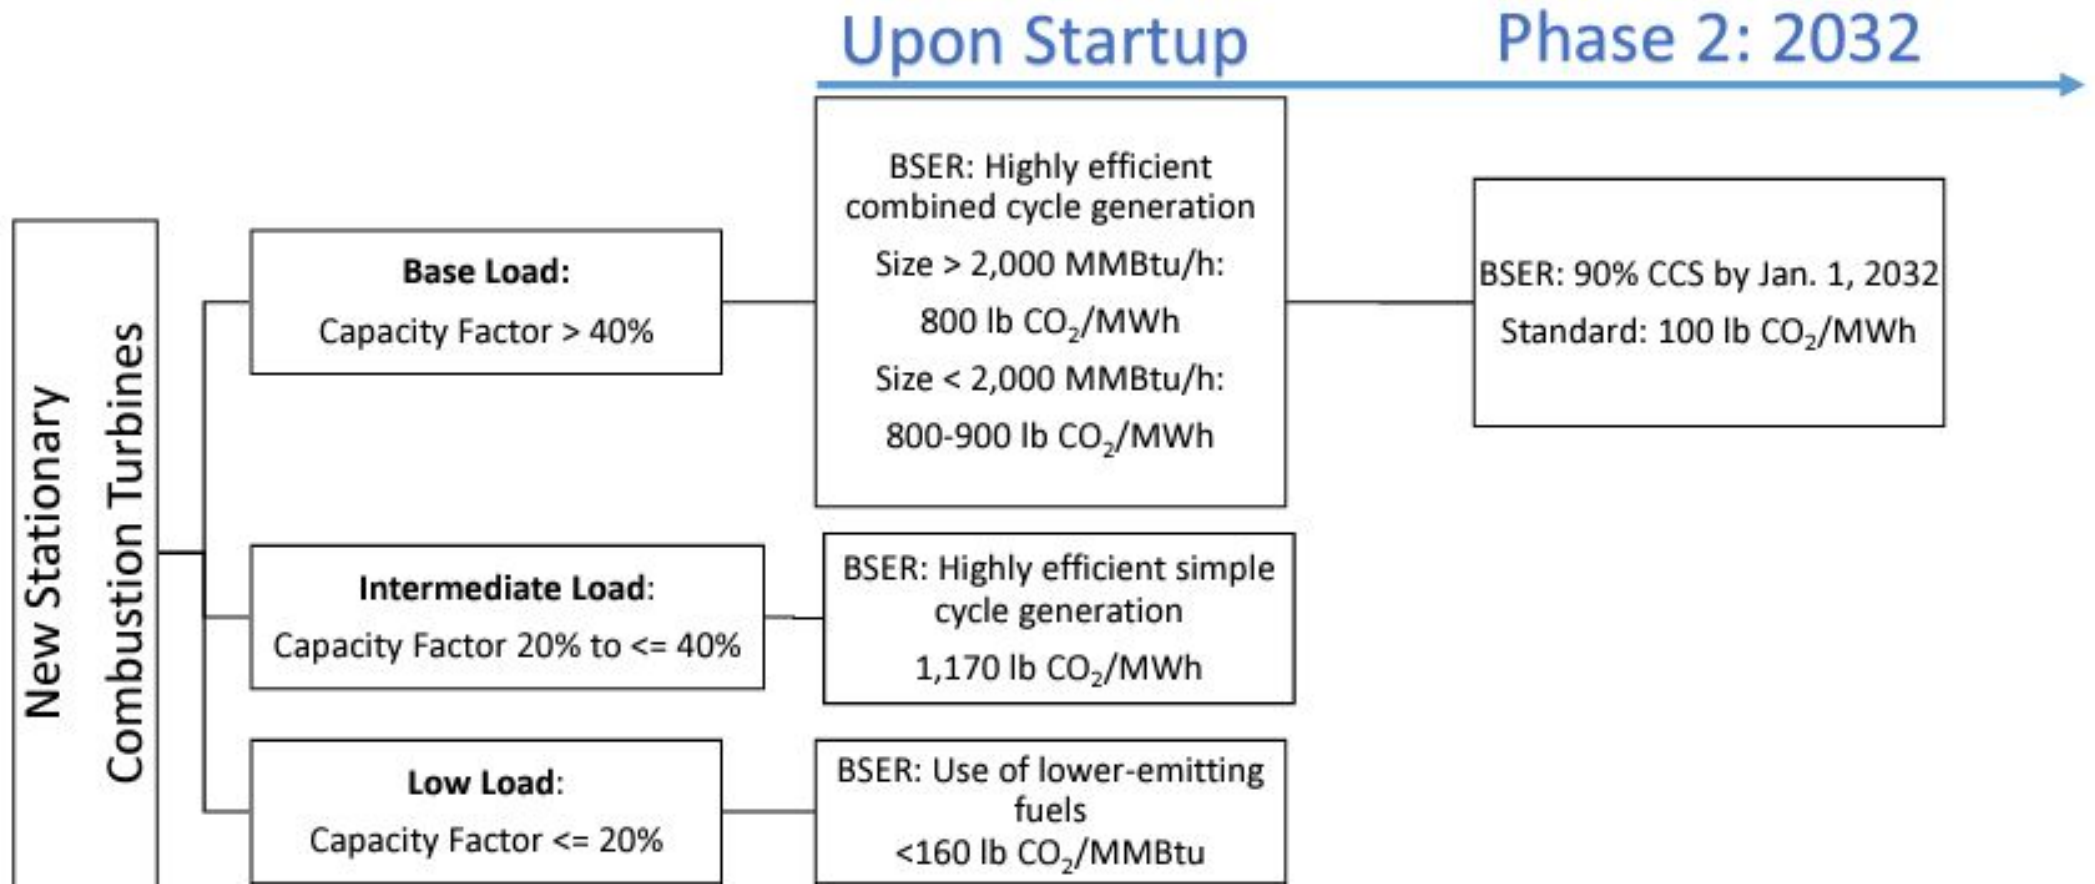 Upon Startup
Phase 2: 2032
New Stationary
Combustion Turbines
Base Load:
Capacity Factor > 40%
BSER: Highly efficient
combined cycle generation
Size > 2,000 MMBtu/h:
800 lb CO₂/MWh
Size < 2,000 MMBtu/h:
800-900 lb CO₂/MWh
BSER: 90% CCS by Jan. 1, 2032
Standard: 100 lb CO₂/MWh
Intermediate Load:
Capacity Factor 20% to <= 40%
BSER: Highly efficient simple
cycle generation
1,170 lb CO₂/MWh
Low Load:
Capacity Factor <= 20%
BSER: Use of lower-emitting
fuels
<160 lb CO₂/MMBtu